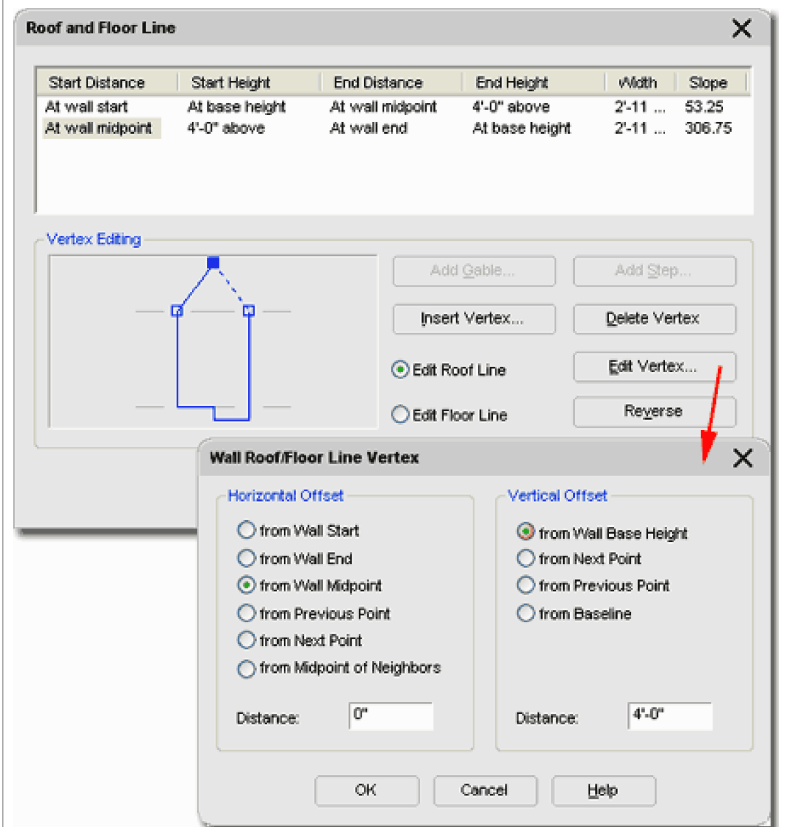 Roof and Floor Line
Start Distance Start Height End Distance End Height Width Slope
At wall start At base height At wall midpoint 4'-0" above 2'-11 ... 53.25
At wall midpoint 4'-0" above At wall end At base height 2'-11 ... 306.75
Vertex Editing
Add Gable... Add Step...
Insert Vertex... Delete Vertex
Edit Roof Line Edit Vertex...
Edit Floor Line Reverse
Wall Roof/Floor Line Vertex
Horizontal Offset
from Wall Start
from Wall End
from Wall Midpoint
from Previous Point
from Next Point
from Midpoint of Neighbors
Distance: 0"
Vertical Offset
from Wall Base Height
from Next Point
from Previous Point
from Baseline
Distance: 4'-0"
OK Cancel Help